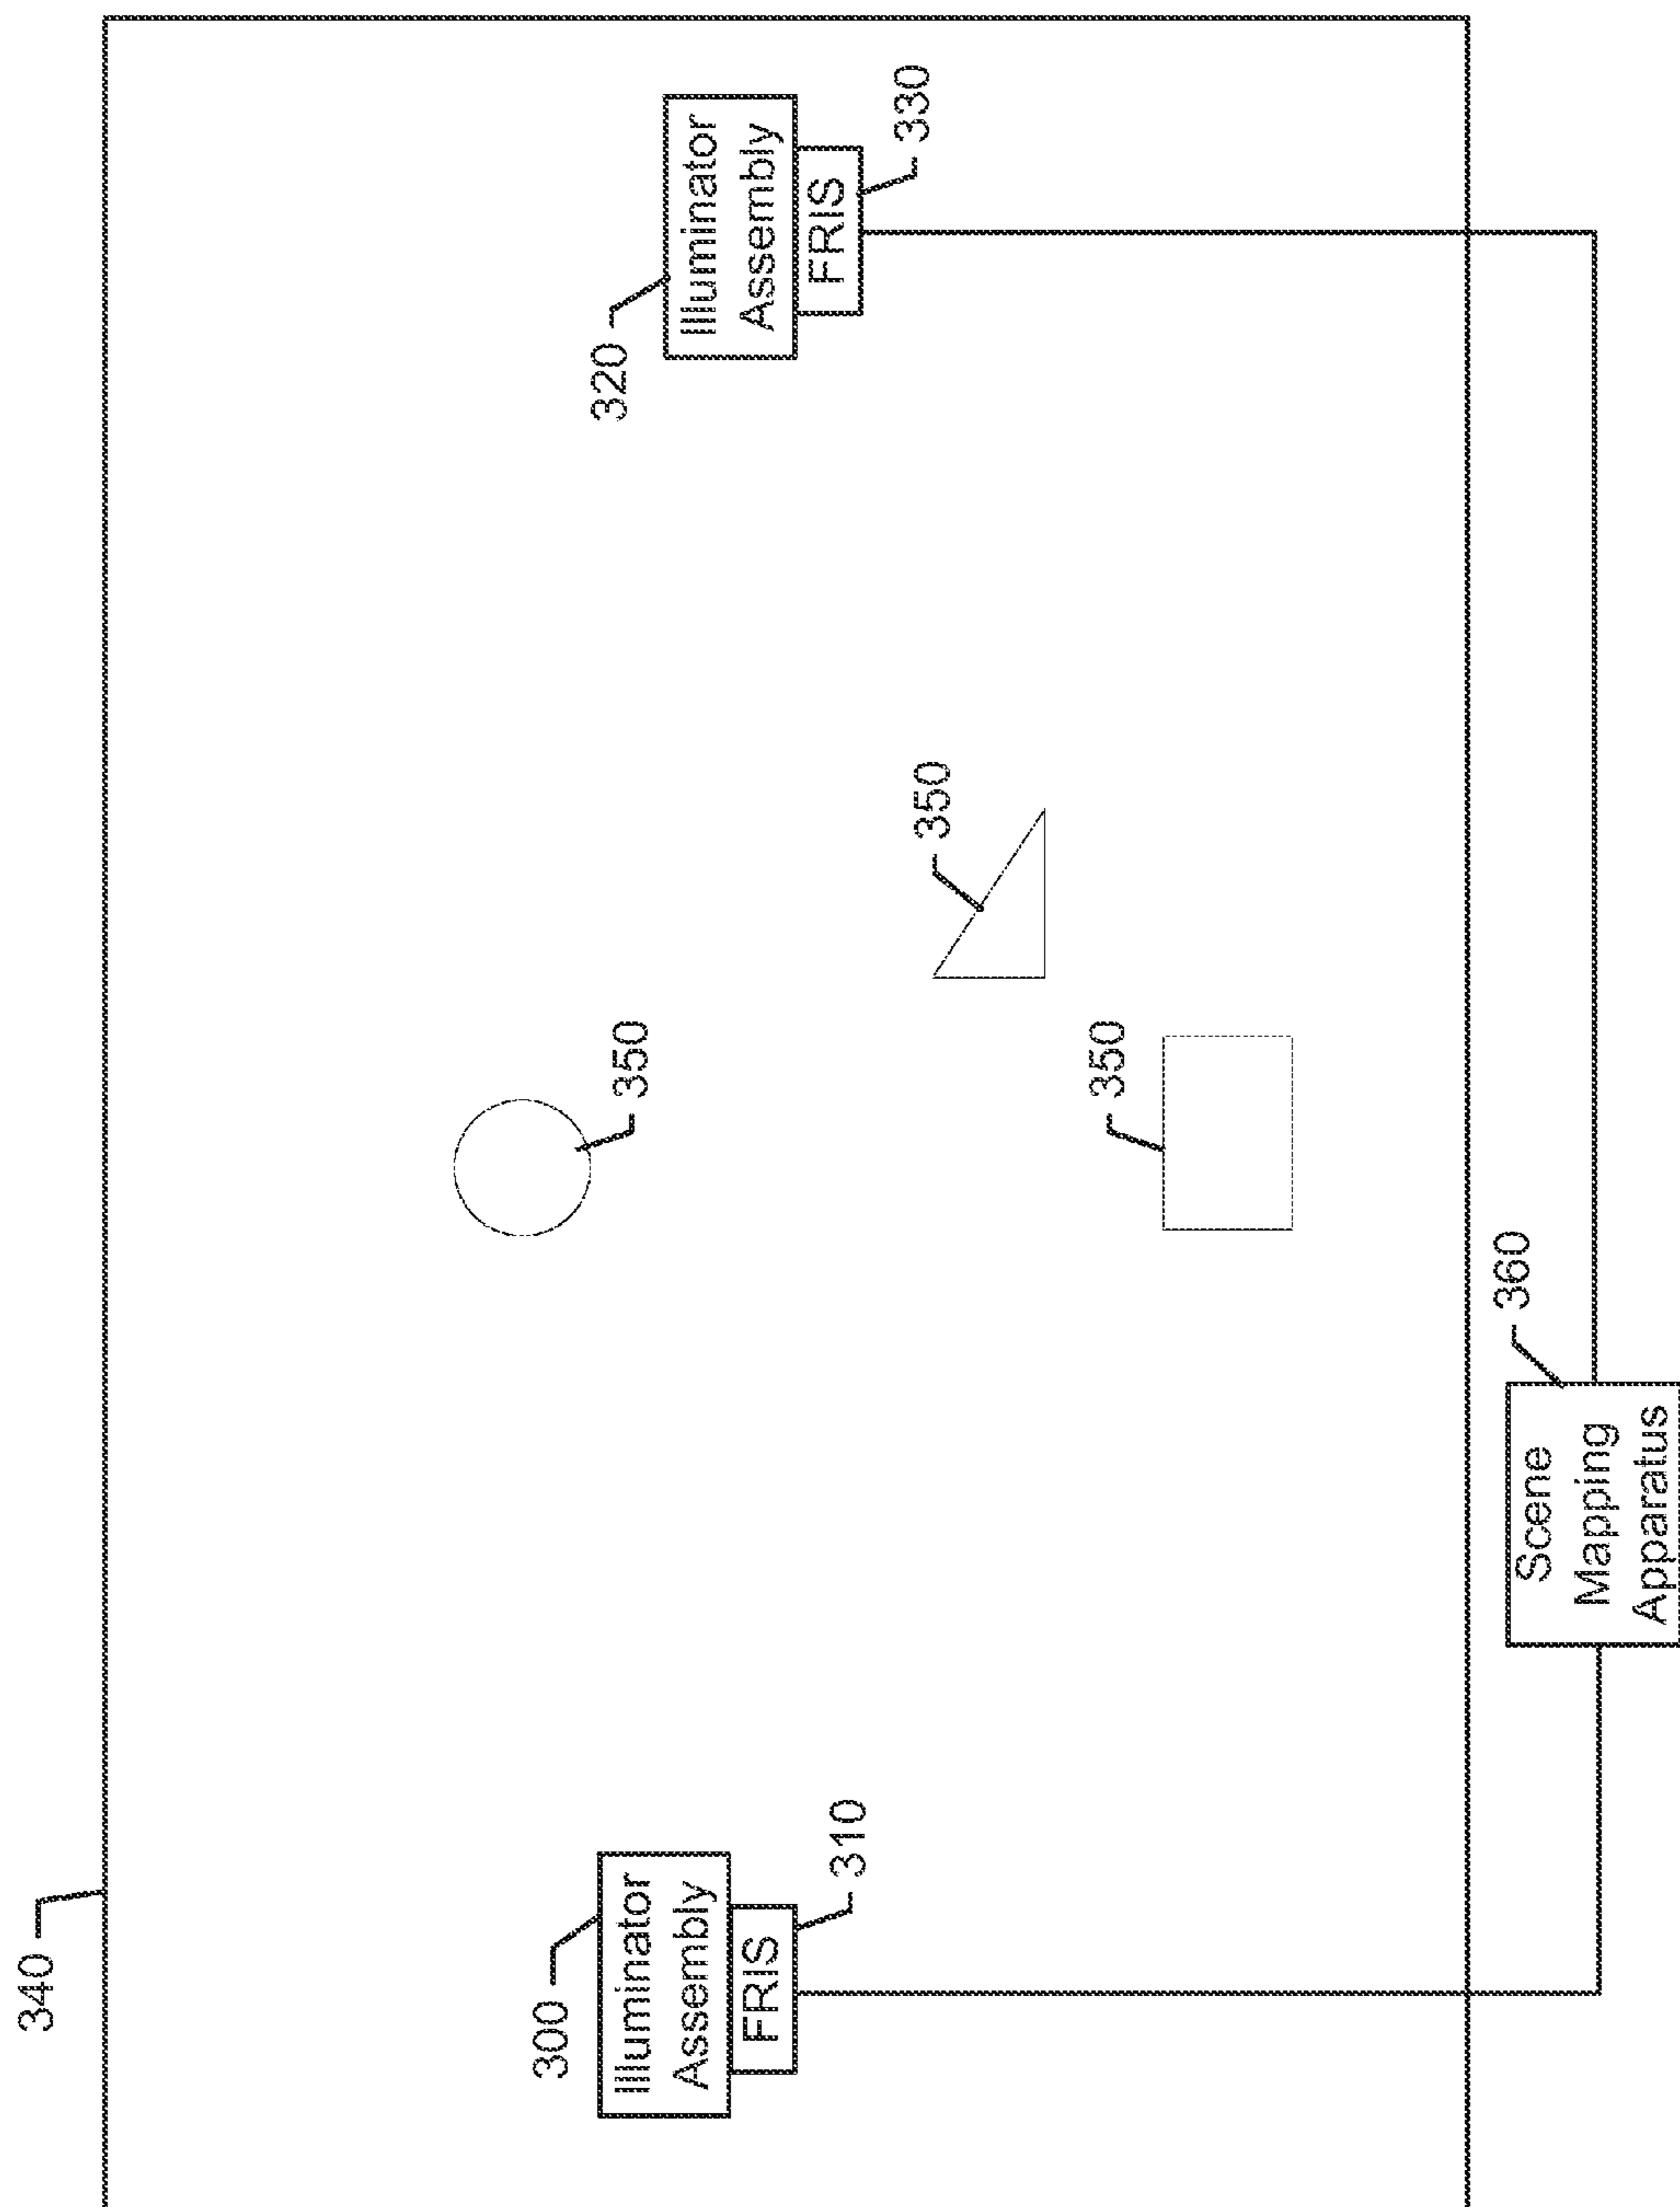 340
300
Illuminator
Assembly
FRIS
310
320
Illuminator
Assembly
FRIS
330
350
350
350
360
Scene
Mapping
Apparatus